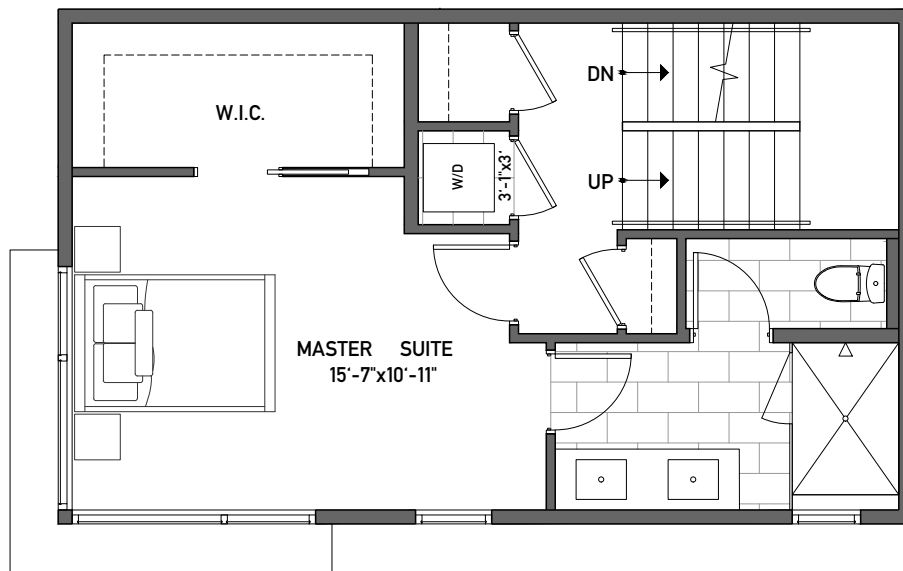 DN
W.I.C.
W/D
3'-1"x3'
UP
MASTER SUITE
15'-7"x10'-11"